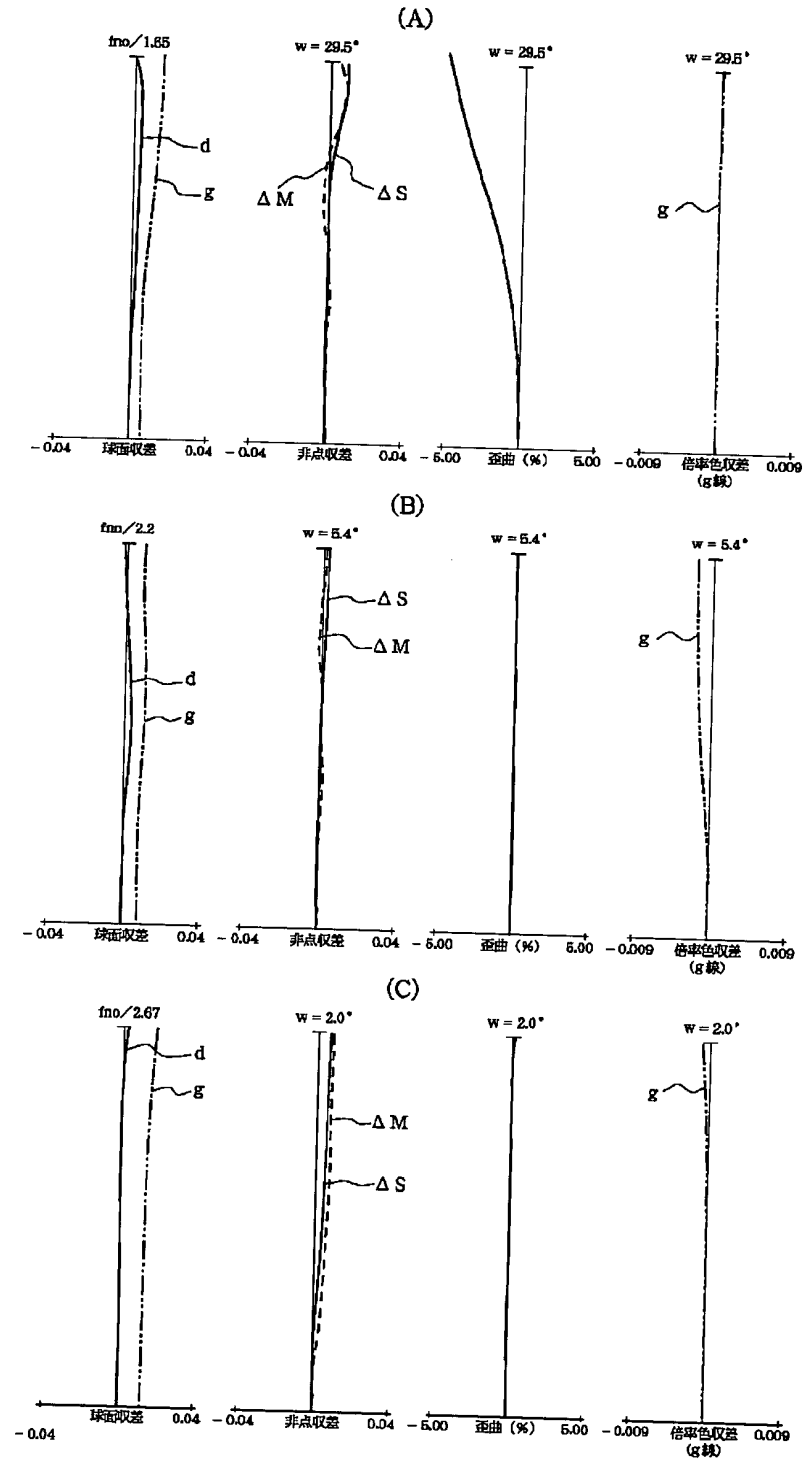 (A)
fno/1.65
w = 29.5°
w = 29.5°
w = 29.5°
d
g
ΔM
ΔS
g
-0.04
球面収差
0.04
-0.04
非点収差
0.04
-5.00
歪曲 (%)
5.00
-0.009
倍率色収差
(g線)
0.009
(B)
fno/2.2
w = 5.4°
w = 5.4°
w = 5.4°
ΔS
ΔM
d
g
g
-0.04
球面収差
0.04
-0.04
非点収差
0.04
-5.00
歪曲 (%)
5.00
-0.009
倍率色収差
(g線)
0.009
(C)
fno/2.67
w = 2.0°
w = 2.0°
w = 2.0°
d
g
ΔM
ΔS
g
-0.04
球面収差
0.04
-0.04
非点収差
0.04
-5.00
歪曲 (%)
5.00
-0.009
倍率色収差
(g線)
0.009